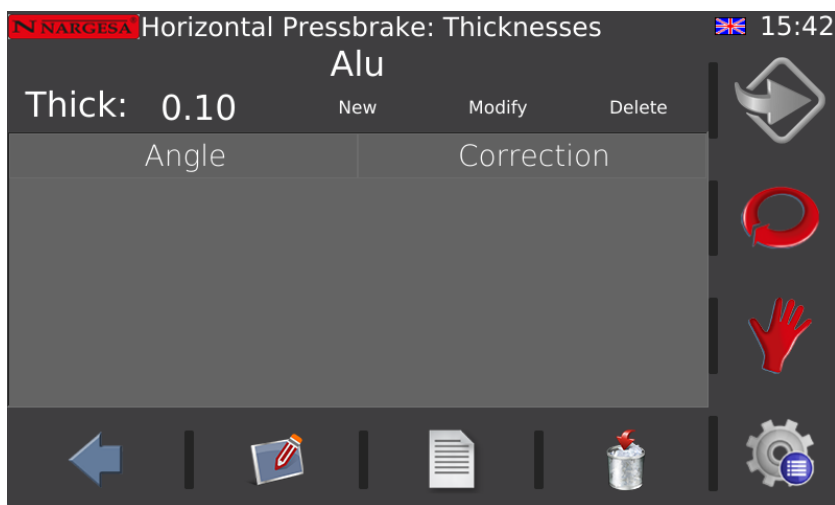 N NARGESA® Horizontal Pressbrake: Thicknesses 15:42
Alu
Thick: 0.10 New Modify Delete
Angle Correction